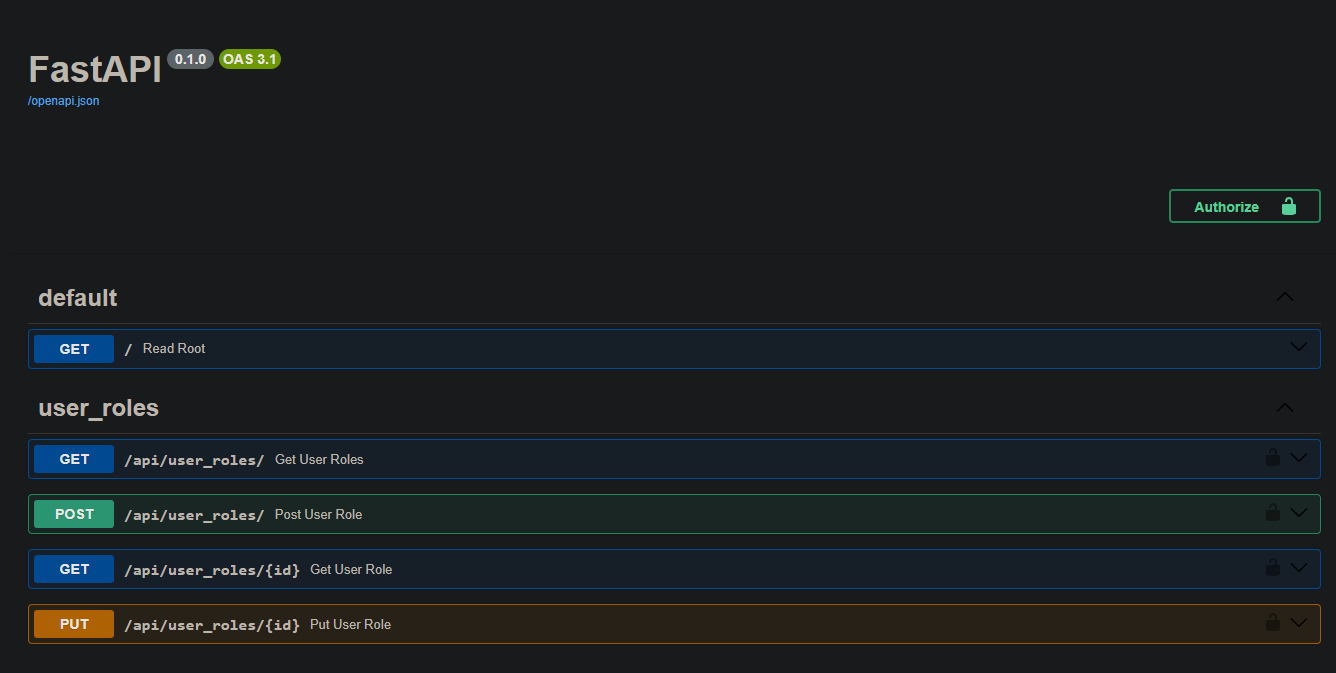 FastAPI 0.1.0 OAS 3.1
/openapi.json
Authorize
default
GET / Read Root
user_roles
GET /api/user_roles/ Get User Roles
POST /api/user_roles/ Post User Role
GET /api/user_roles/{id} Get User Role
PUT /api/user_roles/{id} Put User Role